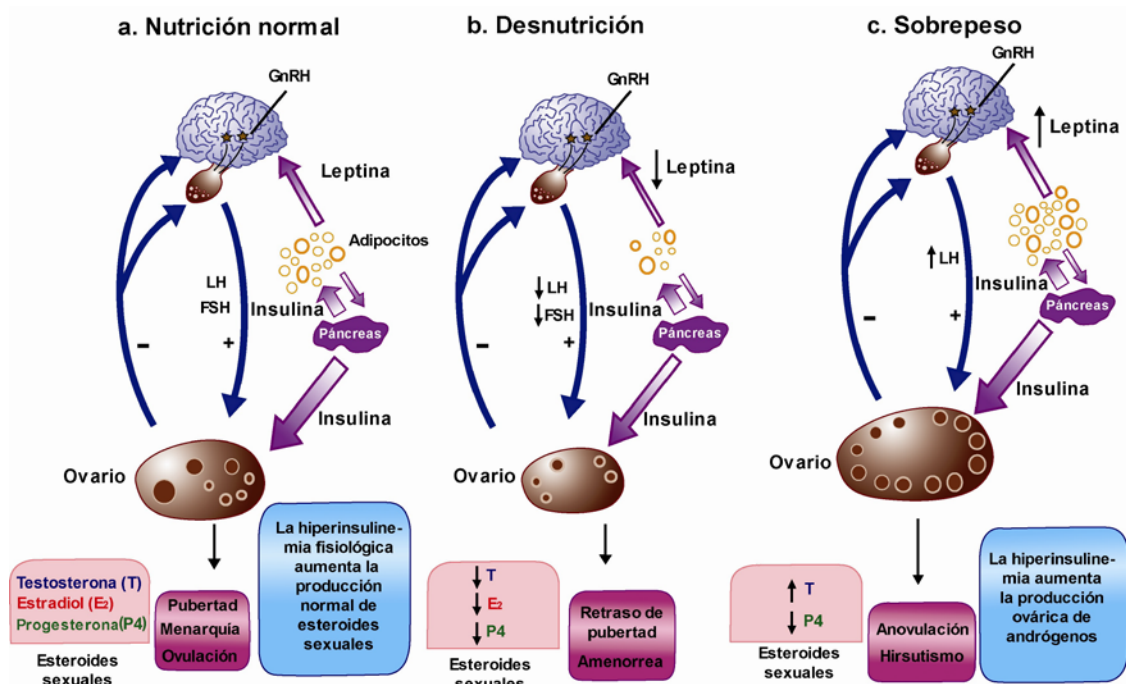 a. Nutrición normal
GnRH
Leptina
Adipocitos
LH
FSH
Insulina
Páncreas
-
+
Insulina
Ovario
Testosterona (T)
Estradiol (E₂)
Progesterona(P4)
Esteroides
sexuales
Pubertad
Menarquía
Ovulación
La hiperinsuline-
mia fisiológica
aumenta la
producción
normal de
esteroides
sexuales
b. Desnutrición
GnRH
↓ Leptina
↓ LH
↓ FSH
Insulina
Páncreas
-
+
Insulina
Ovario
↓ T
↓ E₂
↓ P4
Esteroides
sexuales
Retraso de
pubertad
Amenorrea
c. Sobrepeso
GnRH
↑ Leptina
↑ LH
Insulina
Páncreas
-
+
Insulina
Ovario
↑ T
↓ P4
Esteroides
sexuales
Anovulación
Hirsutismo
La hiperinsuline-
mia aumenta
la producción
ovárica de
andrógenos